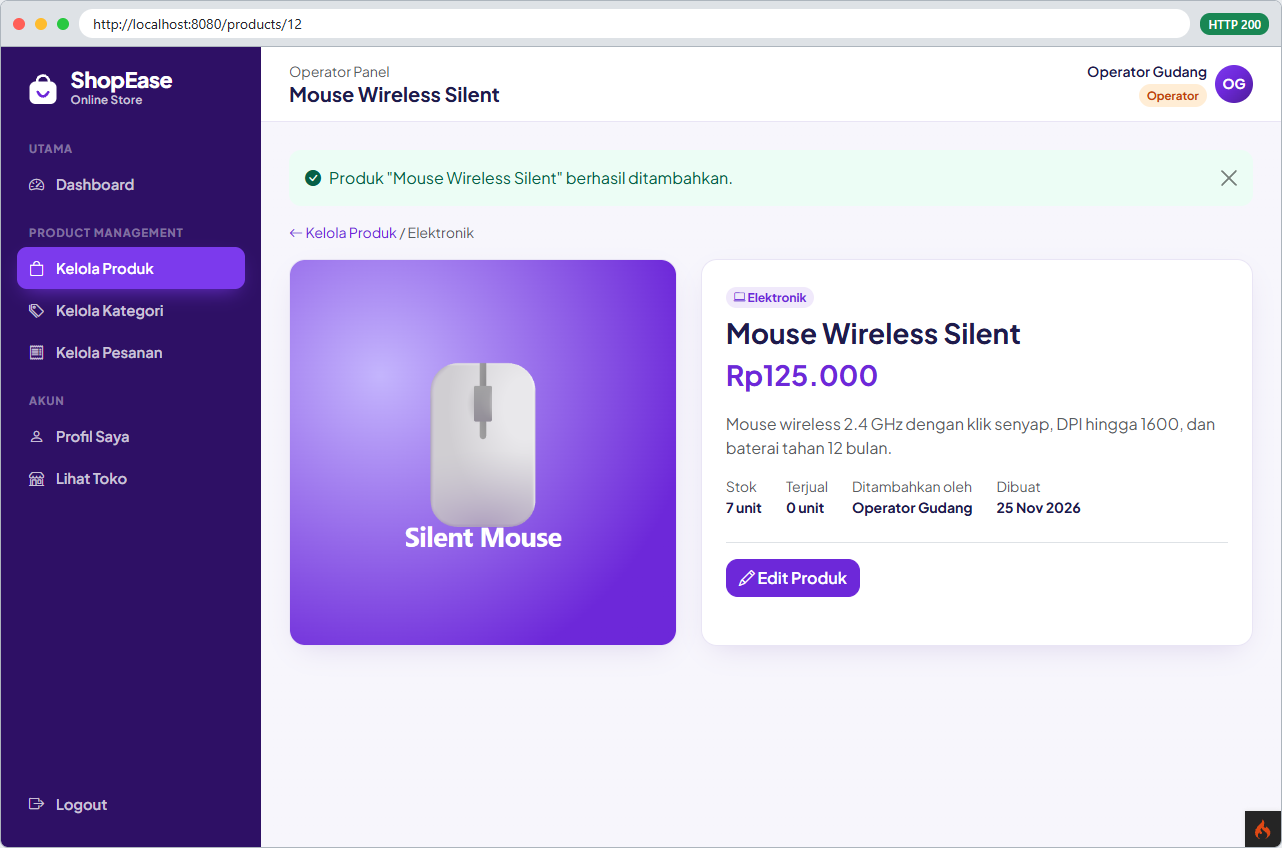 http://localhost:8080/products/12
HTTP 200
ShopEase
Online Store
UTAMA
Dashboard
PRODUCT MANAGEMENT
Kelola Produk
Kelola Kategori
Kelola Pesanan
AKUN
Profil Saya
Lihat Toko
Logout
Operator Panel
Mouse Wireless Silent
Operator Gudang
Operator
OG
Produk "Mouse Wireless Silent" berhasil ditambahkan.
← Kelola Produk / Elektronik
Silent Mouse
Elektronik
Mouse Wireless Silent
Rp125.000
Mouse wireless 2.4 GHz dengan klik senyap, DPI hingga 1600, dan
baterai tahan 12 bulan.
Stok Terjual Ditambahkan oleh Dibuat
7 unit 0 unit Operator Gudang 25 Nov 2026
Edit Produk